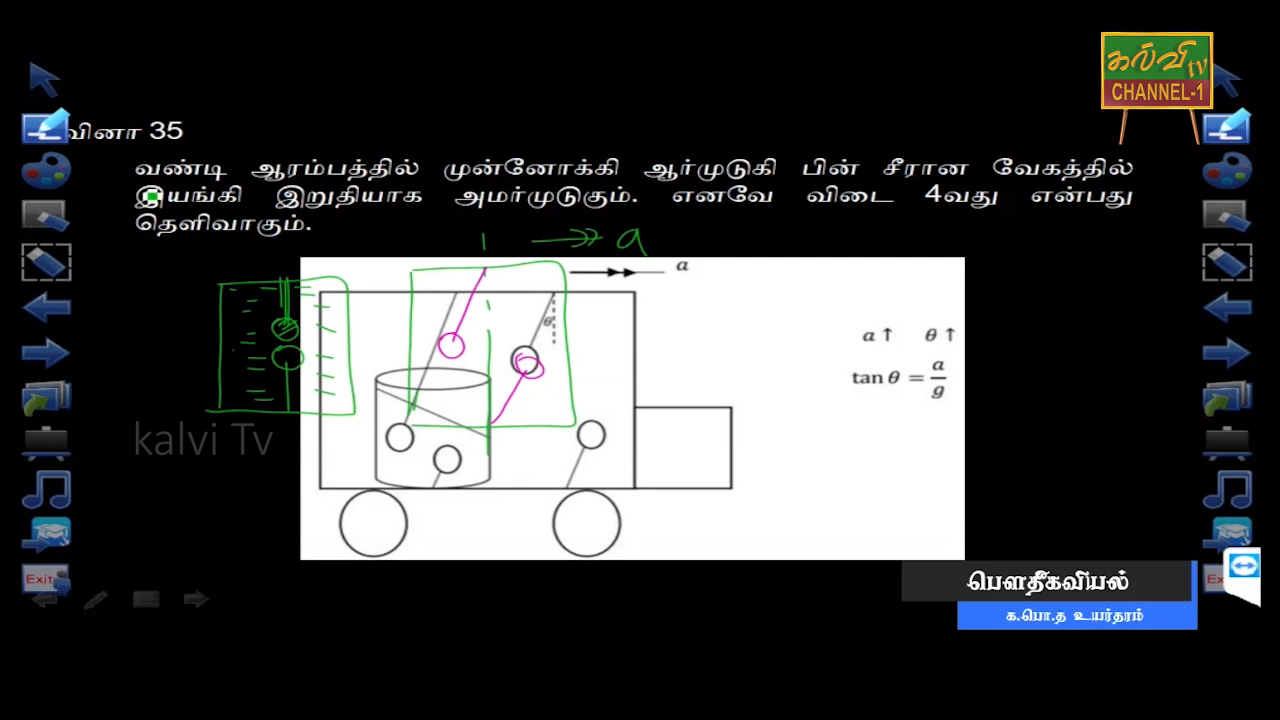 கல்வி tv
CHANNEL-1
வினா 35
வண்டி ஆரம்பத்தில் முன்னோக்கி ஆர்முடுகி பின் சீரான வேகத்தில்
இயங்கி இறுதியாக அமர்முடுகும். எனவே விடை 4வது என்பது
தெளிவாகும்.
a
a
θ
a↑ θ↑
tan θ = a/g
kalvi Tv
Exit
பௌதீகவியல்
க.பொ.த உயர்தரம்